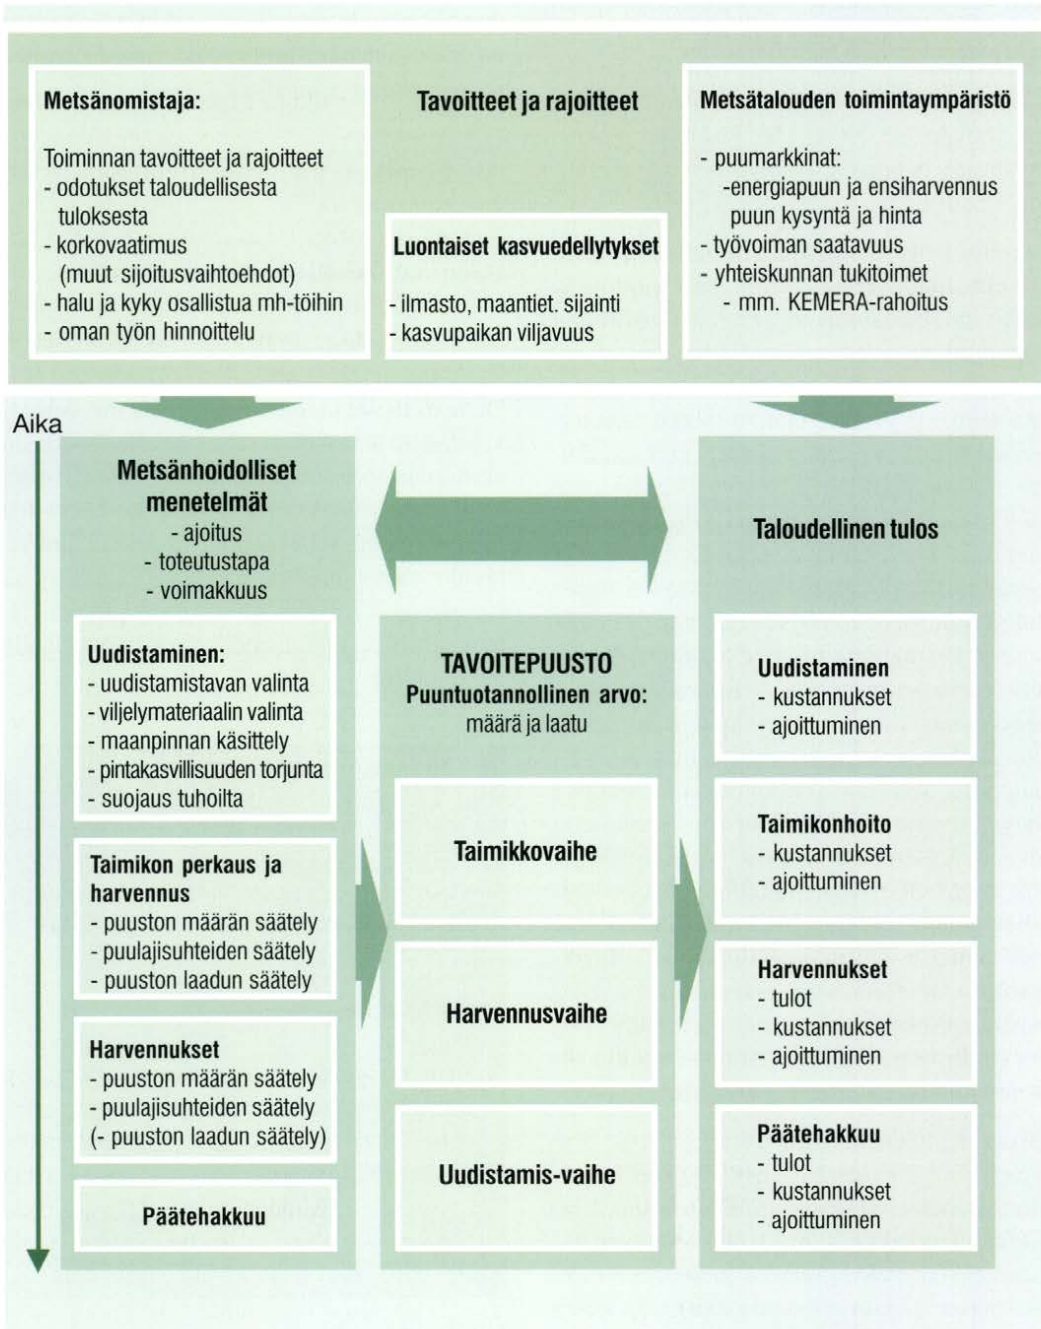 Metsänomistaja:
Toiminnan tavoitteet ja rajoitteet
- odotukset taloudellisesta
tuloksesta
- korkovaatimus
(muut sijoitusvaihtoehdot)
- halu ja kyky osallistua mh-töihin
- oman työn hinnoittelu
Tavoitteet ja rajoitteet
Luontaiset kasvuedellytykset
- ilmasto, maantiet. sijainti
- kasvupaikan viljavuus
Metsätalouden toimintaympäristö
- puumarkkinat:
-energiapuun ja ensiharvennus
puun kysyntä ja hinta
- työvoiman saatavuus
- yhteiskunnan tukitoimet
- mm. KEMERA-rahoitus
Aika
Metsänhoidolliset
menetelmät
- ajoitus
- toteutustapa
- voimakkuus
Uudistaminen:
- uudistamistavan valinta
- viljelymateriaalin valinta
- maanpinnan käsittely
- pintakasvillisuuden torjunta
- suojaus tuhoilta
Taimikon perkaus ja
harvennus
- puuston määrän säätely
- puulajisuhteiden säätely
- puuston laadun säätely
Harvennukset
- puuston määrän säätely
- puulajisuhteiden säätely
(- puuston laadun säätely)
Päätehakkuu
TAVOITEPUUSTO
Puuntuotannollinen arvo:
määrä ja laatu
Taimikkovaihe
Harvennusvaihe
Uudistamis-vaihe
Taloudellinen tulos
Uudistaminen
- kustannukset
- ajoittuminen
Taimikonhoito
- kustannukset
- ajoittuminen
Harvennukset
- tulot
- kustannukset
- ajoittuminen
Päätehakkuu
- tulot
- kustannukset
- ajoittuminen